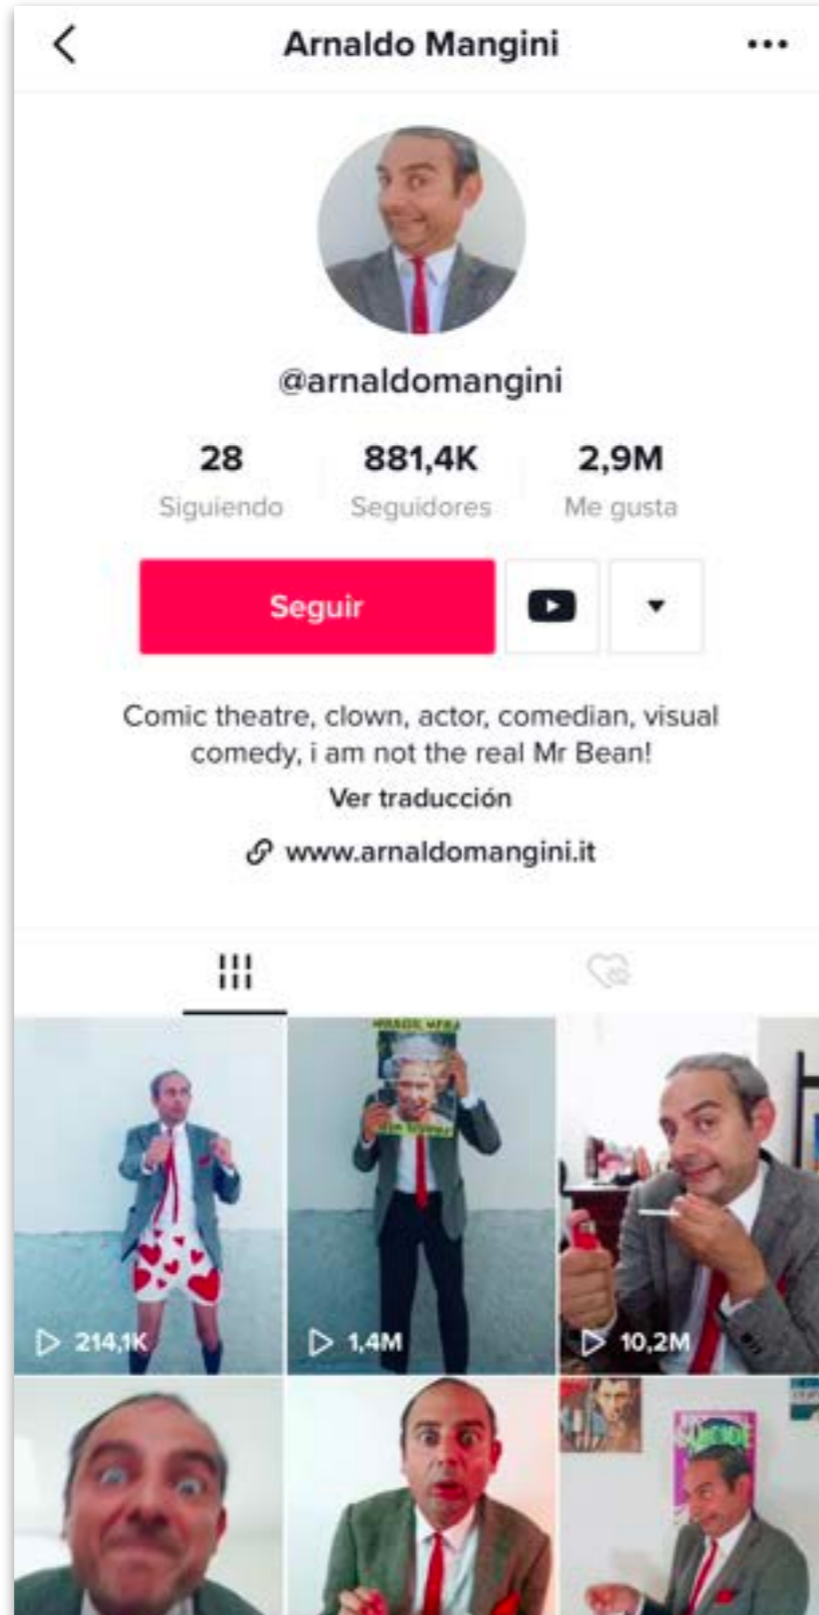 Arnaldo Mangini
@arnaldomangini
28 881,4K 2,9M
Siguiendo Seguidores Me gusta
Seguir
Comic theatre, clown, actor, comedian, visual
comedy, i am not the real Mr Bean!
Ver traducción
www.arnaldomangini.it
214,1K 1,4M 10,2M